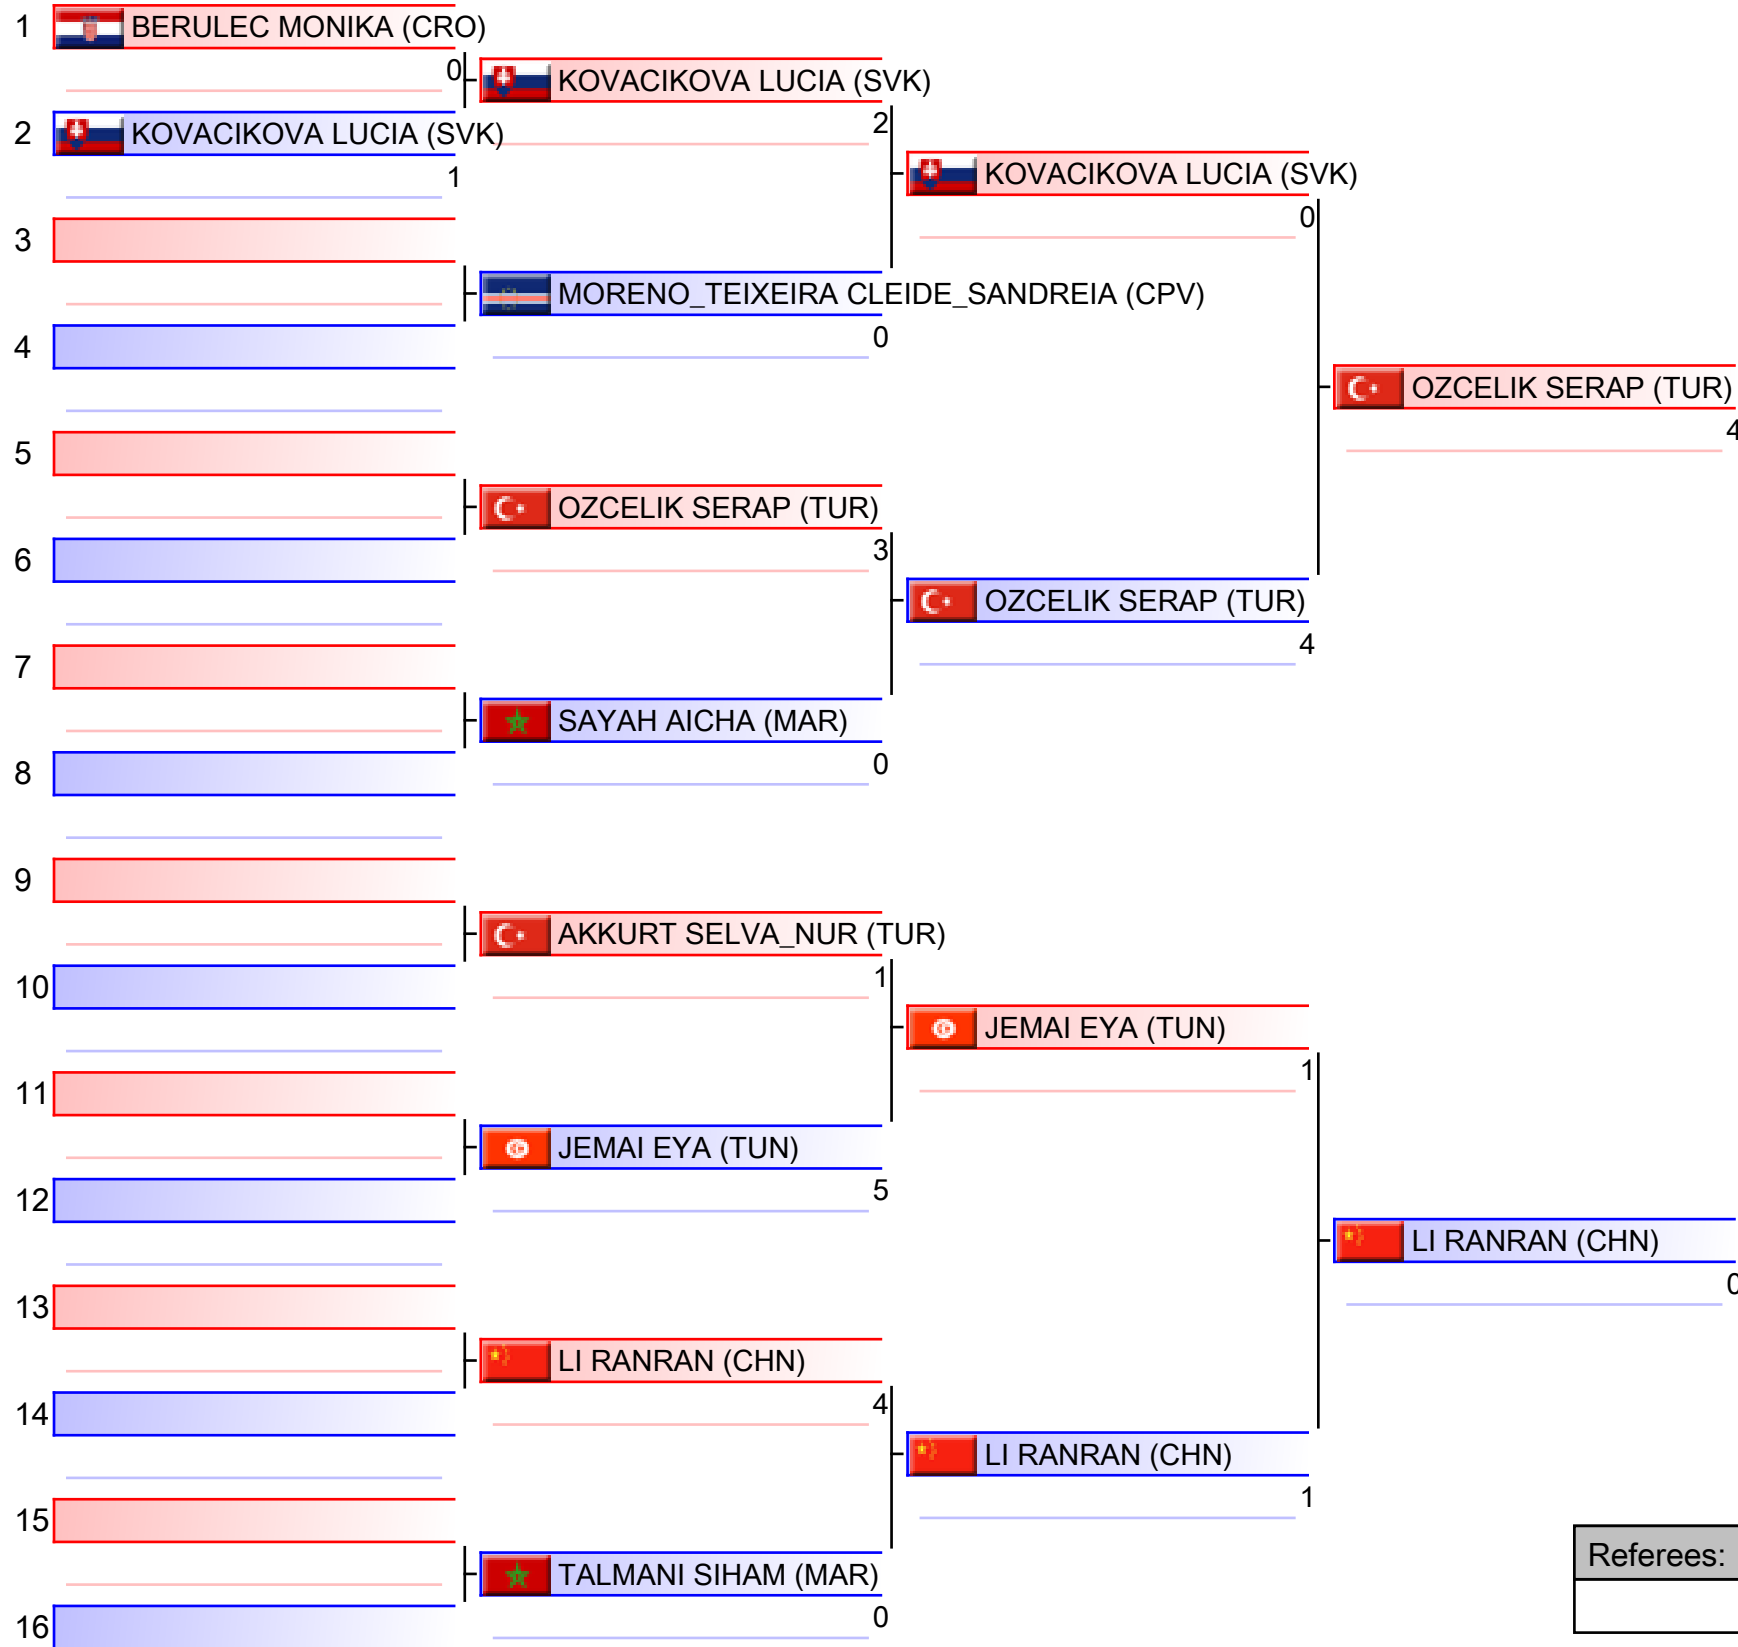 1 BERULEC MONIKA (CRO)
0 KOVACIKOVA LUCIA (SVK)
2 KOVACIKOVA LUCIA (SVK) 2
1 KOVACIKOVA LUCIA (SVK)
3 0
MORENO_TEIXEIRA CLEIDE_SANDREIA (CPV)
4 0
OZCELIK SERAP (TUR)
4
5
OZCELIK SERAP (TUR)
6 3
OZCELIK SERAP (TUR)
7 4
SAYAH AICHA (MAR)
8 0
9
AKKURT SELVA_NUR (TUR)
10 1
JEMAI EYA (TUN)
11 1
JEMAI EYA (TUN)
12 5
LI RANRAN (CHN)
0
13
LI RANRAN (CHN)
14 4
LI RANRAN (CHN)
15 1
Referees:
TALMANI SIHAM (MAR)
16 0